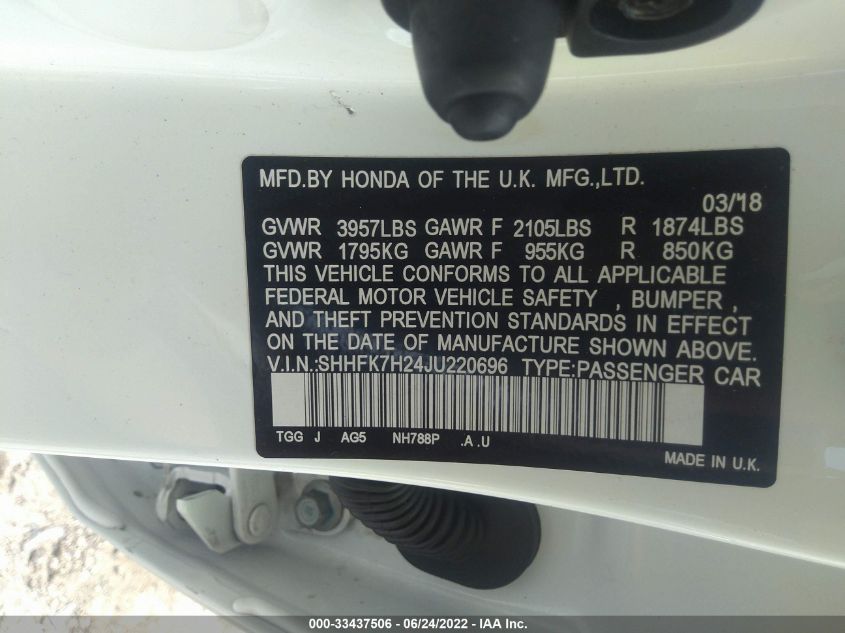 MFD.BY HONDA OF THE U.K. MFG.,LTD.
03/'18
GVWR 3957LBS GAWR F 2105LBS R 1874LBS
GVWR 1795KG GAWR F 955KG R 850KG
THIS VEHICLE CONFORMS TO ALL APPLICABLE
FEDERAL MOTOR VEHICLE SAFETY , BUMPER ,
AND THEFT PREVENTION STANDARDS IN EFFECT
ON THE DATE OF MANUFACTURE SHOWN ABOVE.
V.I.N.:SHHFK7H24JU220696 TYPE:PASSENGER CAR
TGG J AG5 NH788P .A .U
MADE IN U.K.
000-33437506 - 06/24/2022 - IAA Inc.